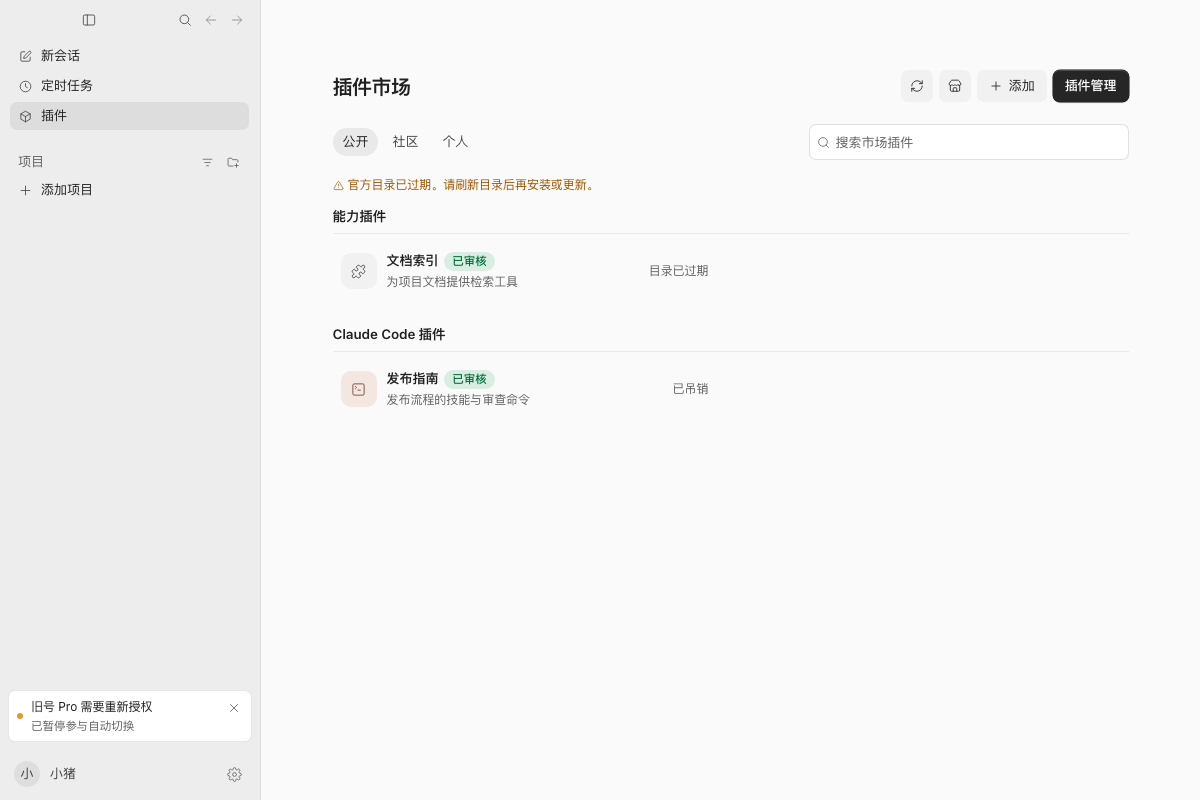 新会话
定时任务
插件
项目
添加项目
旧号 Pro 需要重新授权
已暂停参与自动切换
小 小猪
插件市场
添加
插件管理
公开 社区 个人
搜索市场插件
官方目录已过期。请刷新目录后再安装或更新。
能力插件
文档索引 已审核
为项目文档提供检索工具
目录已过期
Claude Code 插件
发布指南 已审核
发布流程的技能与审查命令
已吊销